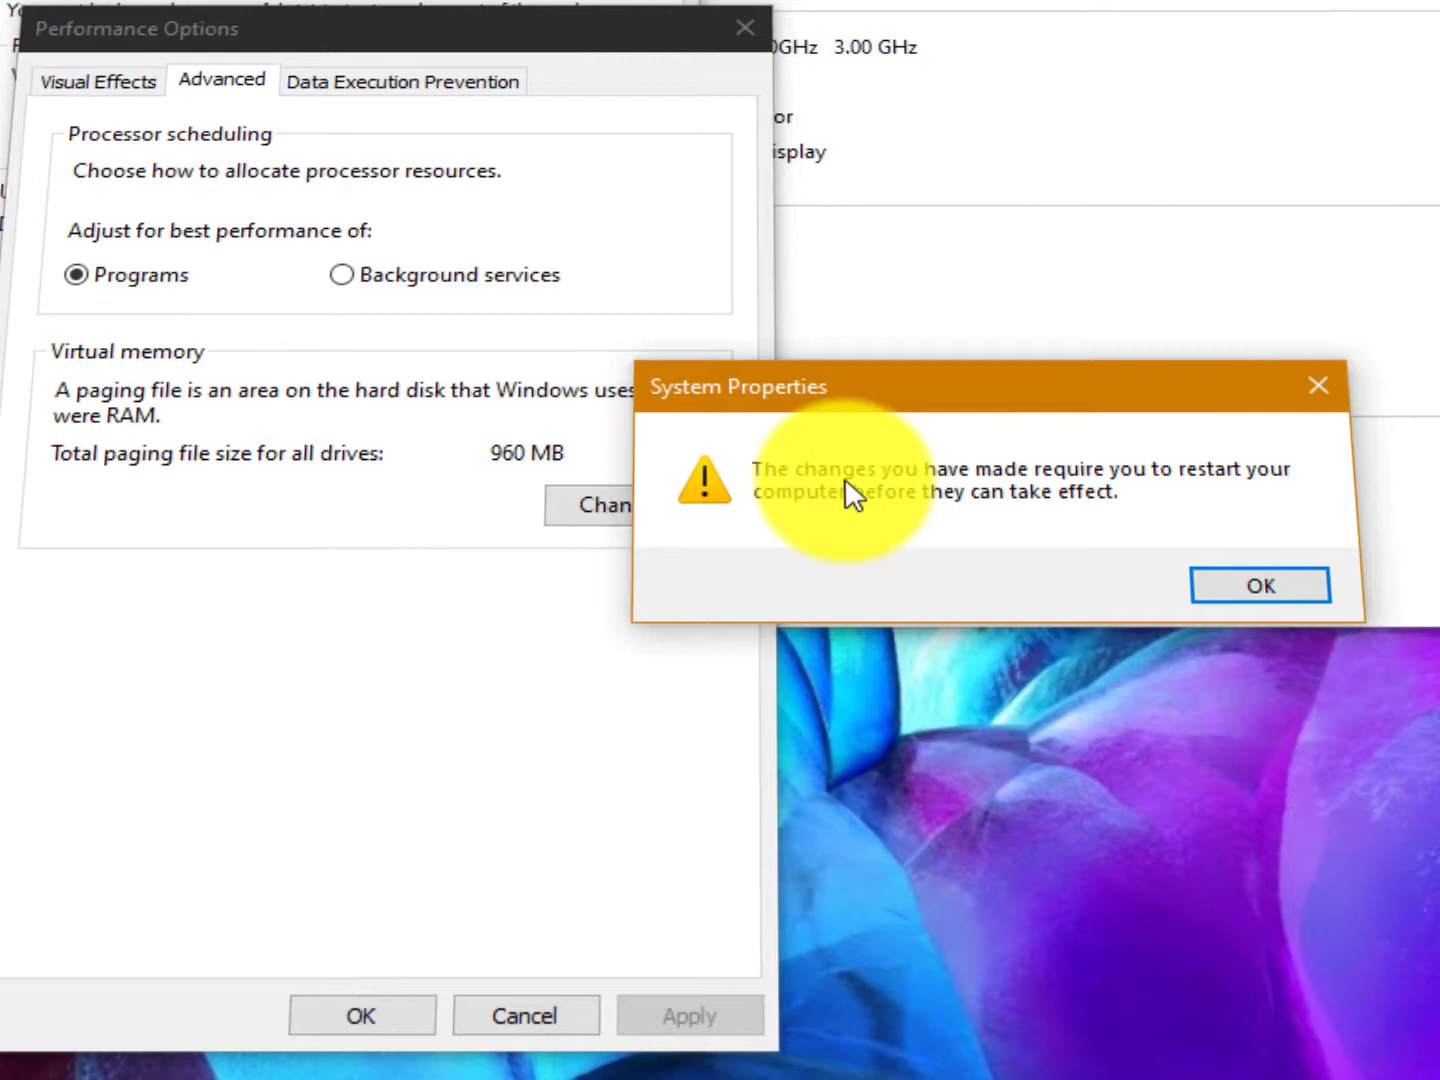 Performance Options
GHz 3.00 GHz
Visual Effects
Advanced
Data Execution Prevention
or
isplay
Processor scheduling
Choose how to allocate processor resources.
Adjust for best performance of:
Programs
Background services
Virtual memory
A paging file is an area on the hard disk that Windows uses
were RAM.
Total paging file size for all drives: 960 MB
Chan
System Properties
The changes you have made require you to restart your
computer before they can take effect.
OK
OK
Cancel
Apply